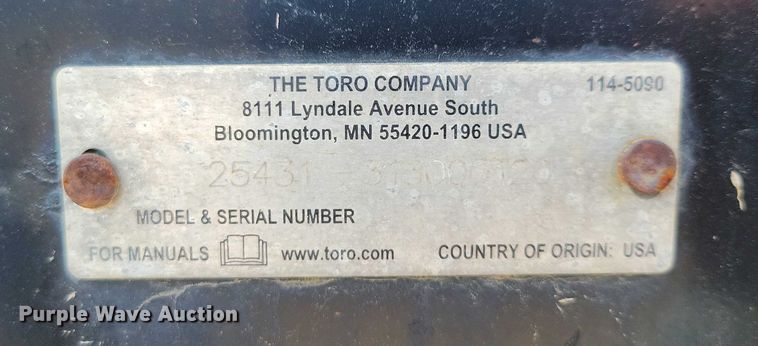 THE TORO COMPANY 114-5090
8111 Lyndale Avenue South
Bloomington, MN 55420-1196 USA
25431
MODEL & SERIAL NUMBER
FOR MANUALS www.toro.com COUNTRY OF ORIGIN: USA
Purple Wave Auction